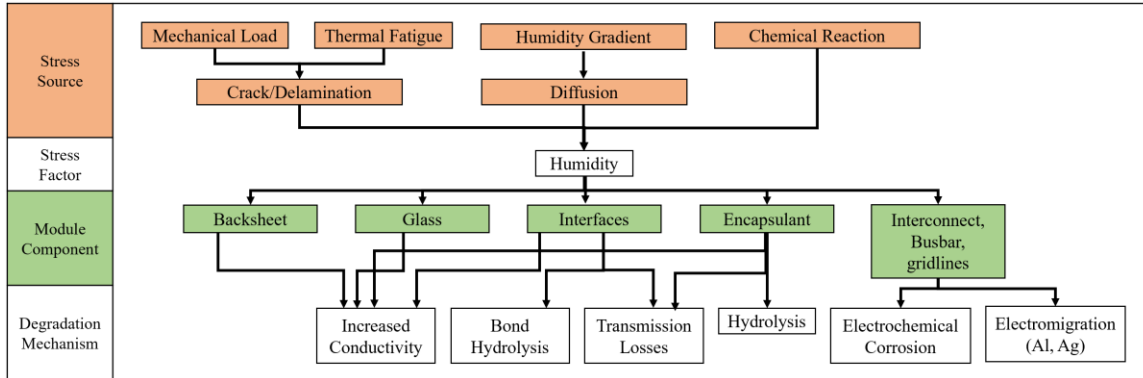 Stress
Source
Mechanical Load
Thermal Fatigue
Humidity Gradient
Chemical Reaction
Crack/Delamination
Diffusion
Stress
Factor
Humidity
Module
Component
Backsheet
Glass
Interfaces
Encapsulant
Interconnect,
Busbar,
gridlines
Degradation
Mechanism
Increased
Conductivity
Bond
Hydrolysis
Transmission
Losses
Hydrolysis
Electrochemical
Corrosion
Electromigration
(Al, Ag)